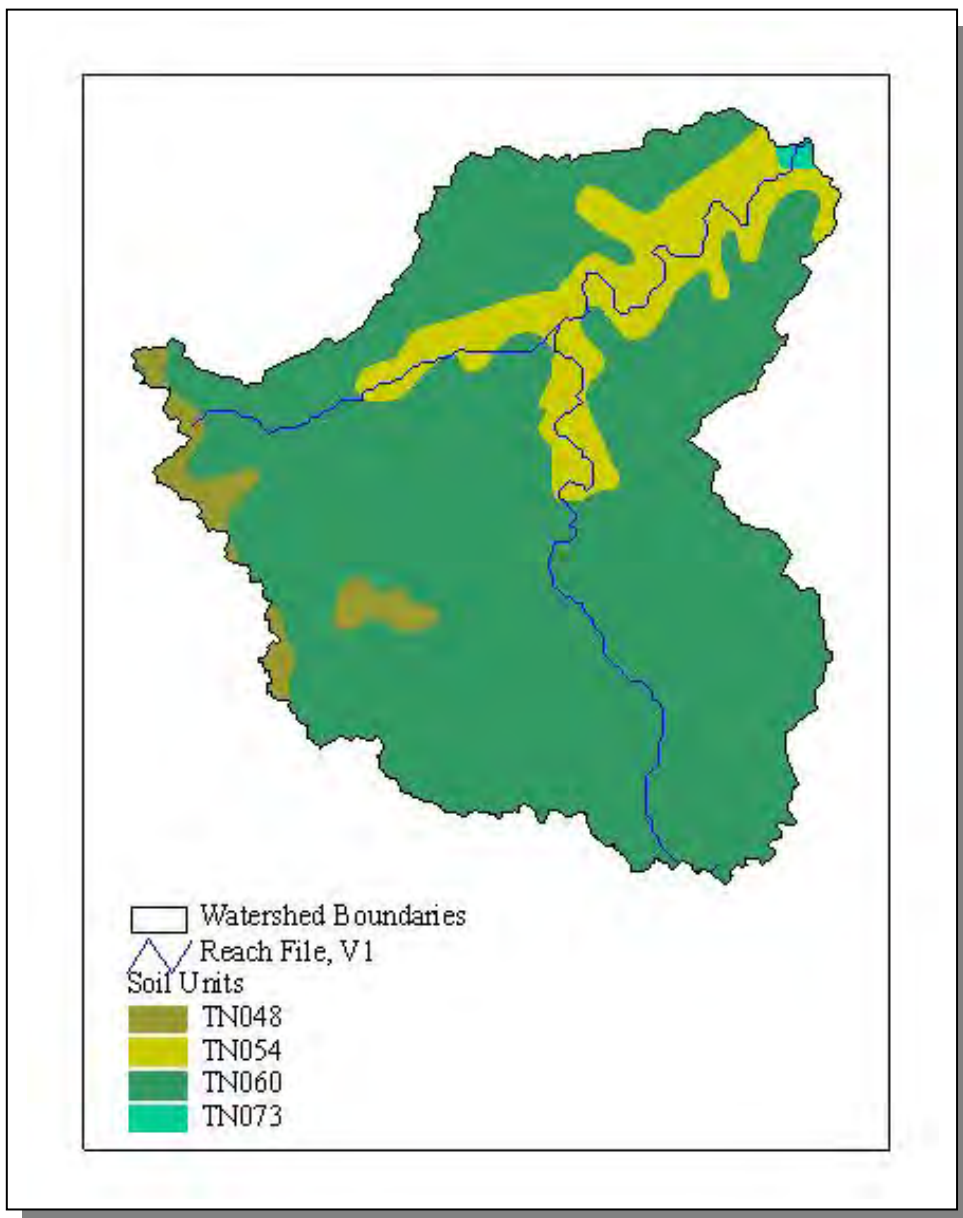 Watershed Boundaries
Reach File, V1
Soil Units
TN048
TN054
TN060
TN073